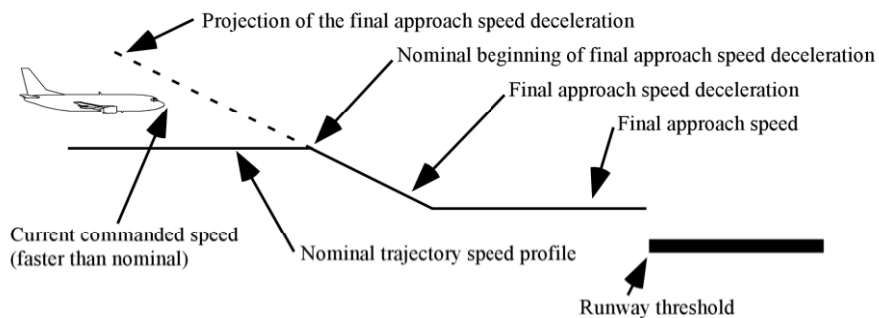 Projection of the final approach speed deceleration
Nominal beginning of final approach speed deceleration
Final approach speed deceleration
Final approach speed
Current commanded speed
(faster than nominal)
Nominal trajectory speed profile
Runway threshold